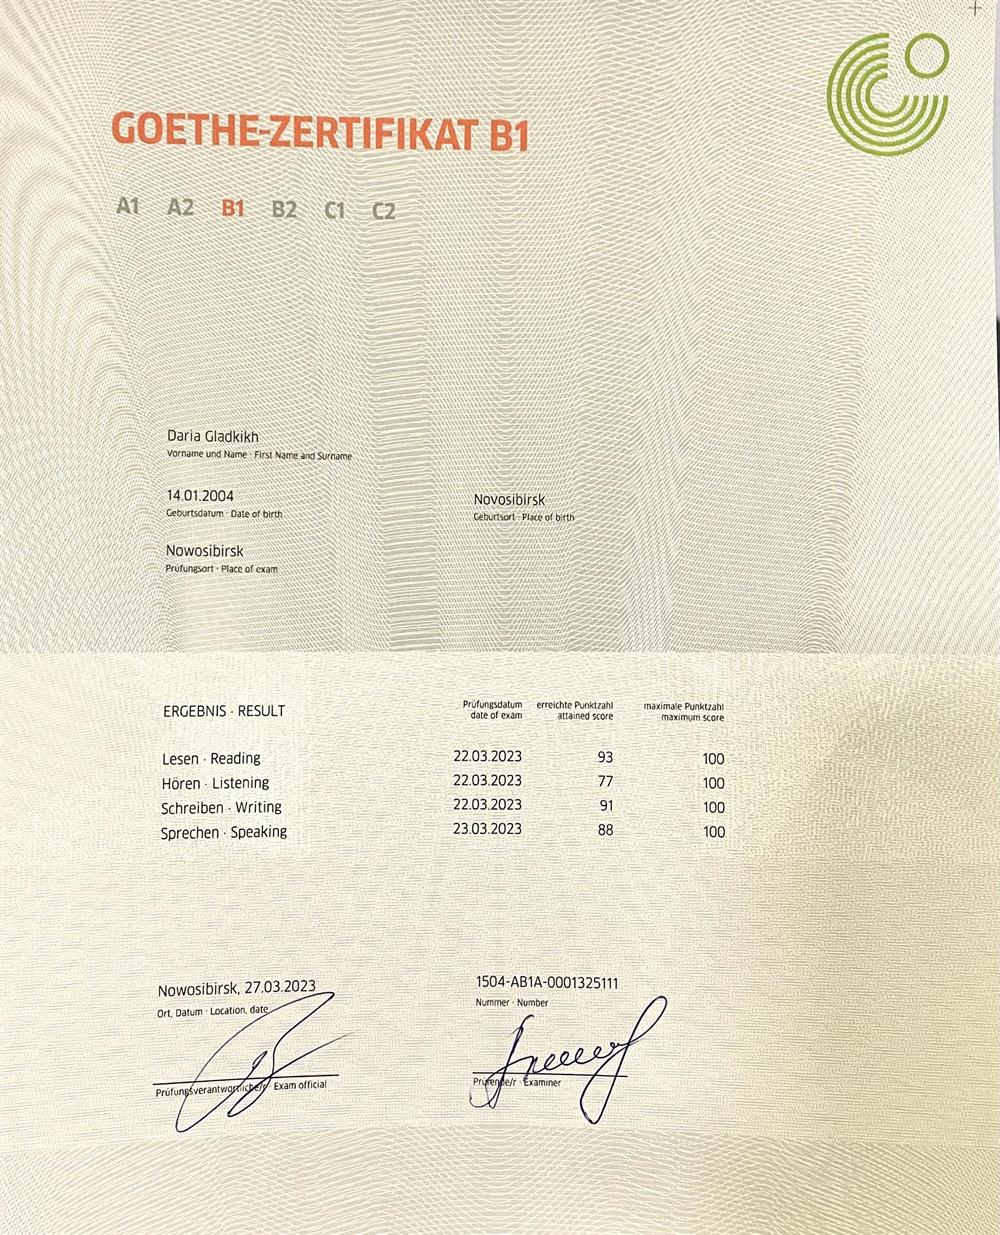 GOETHE-ZERTIFIKAT B1
A1 A2 B1 B2 C1 C2
Daria Gladkikh
Vorname und Name · First Name and Surname
14.01.2004
Geburtsdatum · Date of birth
Novosibirsk
Geburtsort · Place of birth
Nowosibirsk
Prüfungsort · Place of exam
ERGEBNIS · RESULT
Prüfungsdatum erreichte Punktzahl maximale Punktzahl
date of exam attained score maximum score
Lesen · Reading 22.03.2023 93 100
Hören · Listening 22.03.2023 77 100
Schreiben · Writing 22.03.2023 91 100
Sprechen · Speaking 23.03.2023 88 100
Nowosibirsk, 27.03.2023
Ort, Datum · Location, date
1504-AB1A-0001325111
Nummer · Number
Prüfungsverantwortliche/r · Exam official
Prüfende/r · Examiner